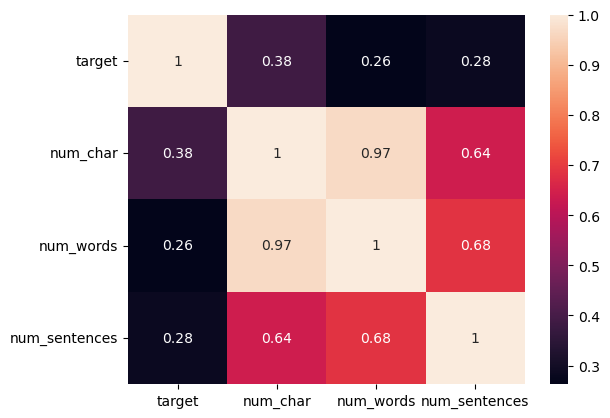 target 1 0.38 0.26 0.28
num_char 0.38 1 0.97 0.64
num_words 0.26 0.97 1 0.68
num_sentences 0.28 0.64 0.68 1
target num_char num_words num_sentences
1.0
0.9
0.8
0.7
0.6
0.5
0.4
0.3